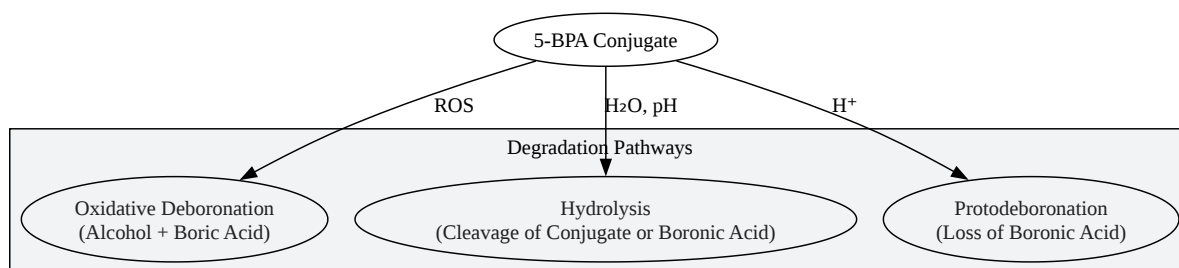 5-BPA Conjugate
ROS
H₂O, pH
H⁺
Degradation Pathways
Oxidative Deboronation
(Alcohol + Boric Acid)
Hydrolysis
(Cleavage of Conjugate or Boronic Acid)
Protodeboronation
(Loss of Boronic Acid)